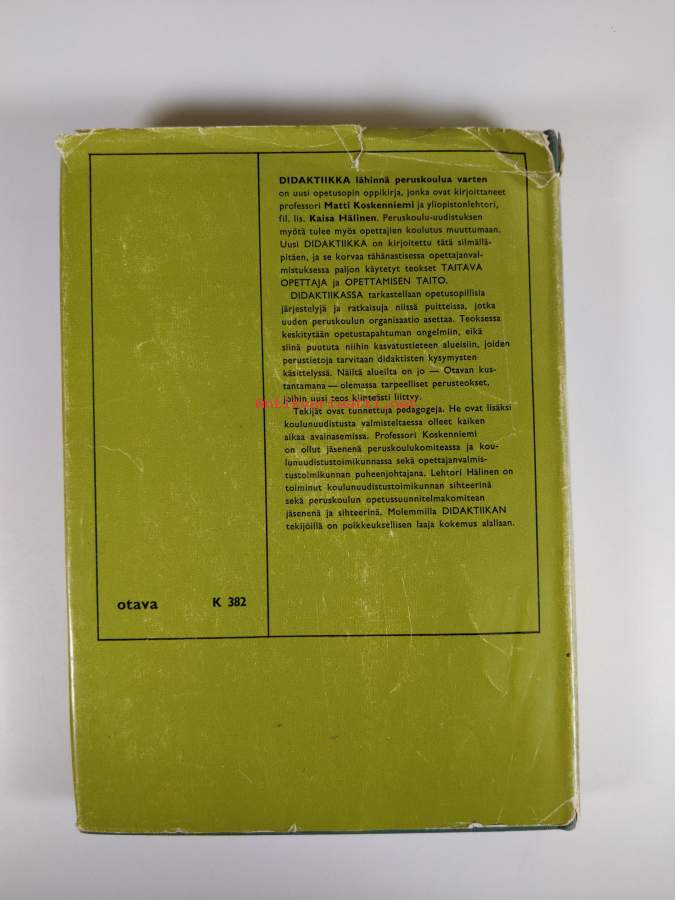 DIDAKTIIKKA lähinnä peruskoulua varten
on uusi opetusopin oppikirja, jonka ovat kirjoittaneet
professori Matti Koskenniemi ja yliopistonlehtori,
fil. lis. Kaisa Hälinen. Peruskoulu-uudistuksen
myötä tulee myös opettajien koulutus muuttumaan.
Uusi DIDAKTIIKKA on kirjoitettu tätä silmällä-
pitäen, ja se korvaa tähänastisessa opettajanval-
mistuksessa paljon käytetyt teokset TAITAVA
OPETTAJA ja OPETTAMISEN TAITO.
DIDAKTIIKASSA tarkastellaan opetusopillisia
järjestelyjä ja ratkaisuja niissä puitteissa, jotka
uuden peruskoulun organisaatio asettaa. Teoksessa
keskitytään opetustapahtuman ongelmiin, eikä
siinä puututa niihin kasvatustieteen alueisiin, joiden
perustietoja tarvitaan didaktisten kysymysten
käsittelyssä. Näiltä alueilta on jo — Otavan kus-
tantamana — olemassa tarpeelliset perusteokset,
joihin uusi teos kiinteästi liittyy.
Tekijät ovat tunnettuja pedagogeja. He ovat lisäksi
koulunuudistusta valmisteltaessa olleet kaiken
aikaa avainasemissa. Professori Koskenniemi
on ollut jäsenenä peruskoulukomiteassa ja kou-
lunuudistustoimikunnassa sekä opettajanvalmis-
tustoimikunnan puheenjohtajana. Lehtori Hälinen on
toiminut koulunuudistustoimikunnan sihteerinä
sekä peruskoulun opetussuunnitelmakomitean
jäsenenä ja sihteerinä. Molemmilla DIDAKTIIKAN
tekijöillä on poikkeuksellisen laaja kokemus alallaan.
otava K 382